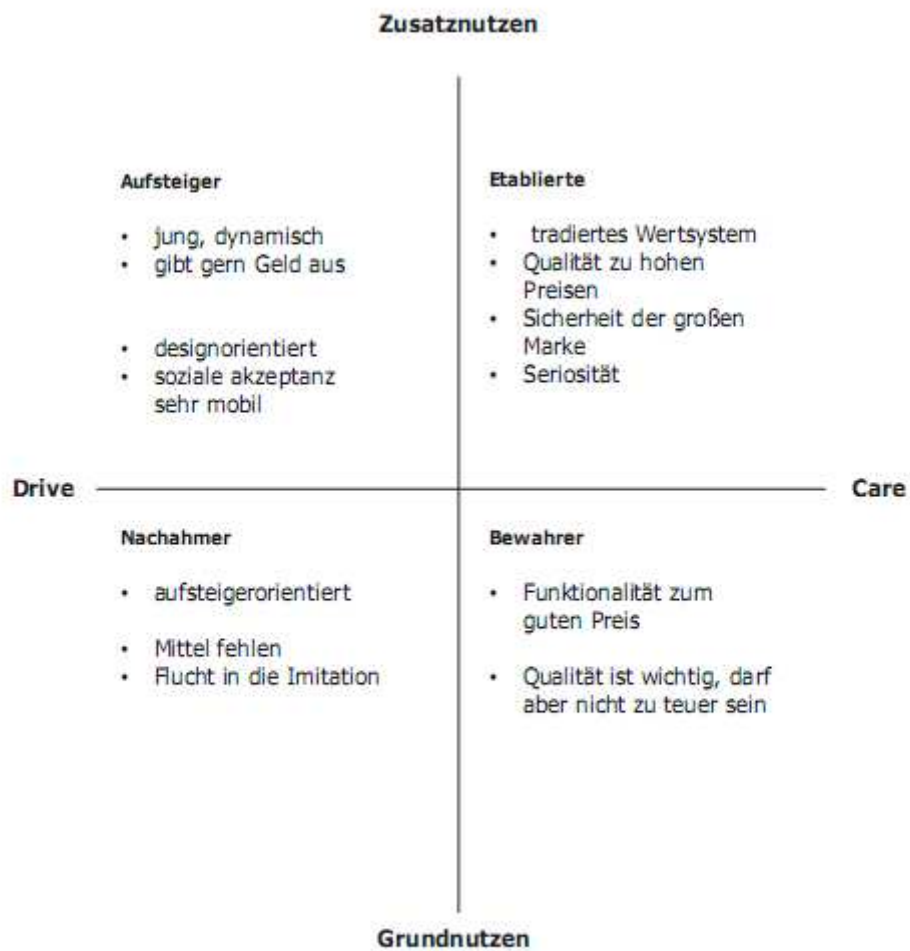 Zusatznutzen
Aufsteiger
• jung, dynamisch
• gibt gern Geld aus
• designorientiert
• soziale akzeptanz
sehr mobil
Etablierte
• tradiertes Wertsystem
• Qualität zu hohen
Preisen
• Sicherheit der großen
Marke
• Seriosität
Drive
Care
Nachahmer
• aufsteigerorientiert
• Mittel fehlen
• Flucht in die Imitation
Bewahrer
• Funktionalität zum
guten Preis
• Qualität ist wichtig, darf
aber nicht zu teuer sein
Grundnutzen